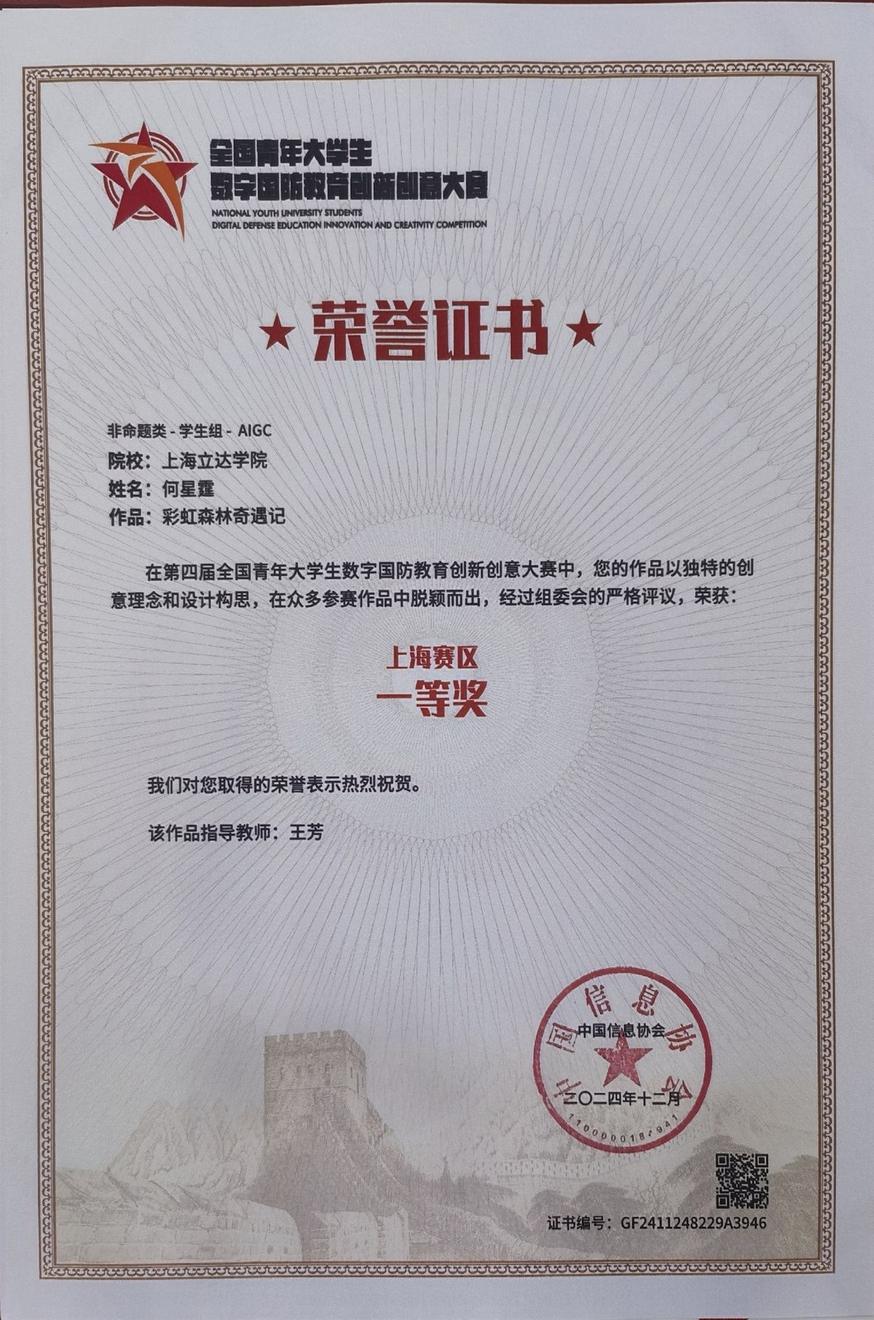 全国青年大学生
数字国防教育创新创意大赛
NATIONAL YOUTH UNIVERSITY STUDENTS
DIGITAL DEFENSE EDUCATION INNOVATION AND CREATIVITY COMPETITION
★ 荣誉证书 ★
非命题类 - 学生组 - AIGC
院校：上海立达学院
姓名：何星霆
作品：彩虹森林奇遇记
在第四届全国青年大学生数字国防教育创新创意大赛中，您的作品以独特的创
意理念和设计构思，在众多参赛作品中脱颖而出，经过组委会的严格评议，荣获：
上海赛区
一等奖
我们对您取得的荣誉表示热烈祝贺。
该作品指导教师：王芳
中国信息协会
中国信息协会
二〇二四年十二月
证书编号：GF2411248229A3946